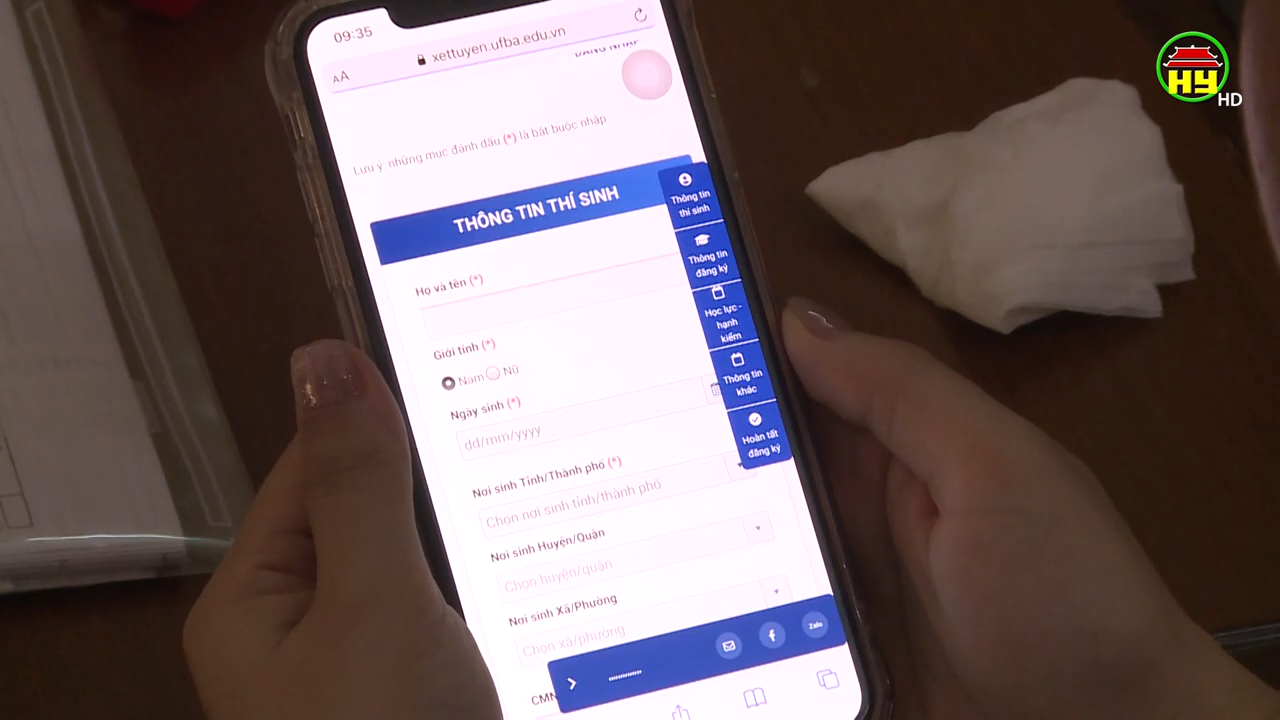 09:35
AA
xettuyen.ufba.edu.vn
ĐĂNG NHẬP
Lưu ý: những mục đánh dấu (*) là bắt buộc nhập
THÔNG TIN THÍ SINH
Thông tin
thí sinh
Thông tin
đăng ký
Học lực -
hạnh
kiểm
Thông tin
khác
Hoàn tất
đăng ký
Họ và tên (*)
Giới tính (*)
Nam Nữ
Ngày sinh (*)
dd/mm/yyyy
Nơi sinh Tỉnh/Thành phố (*)
Chọn nơi sinh tỉnh/thành phố
Nơi sinh Huyện/Quận
Chọn huyện/quận
Nơi sinh Xã/Phường
Chọn xã/phường
CMN
Zalo
HY
HD